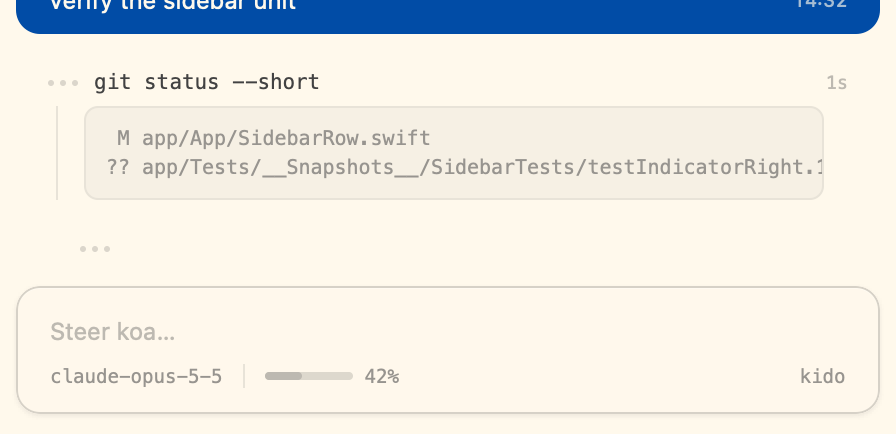 Verify the sidebar unit 14:32
git status --short 1s
M app/App/SidebarRow.swift
?? app/Tests/__Snapshots__/SidebarTests/testIndicatorRight.1
Steer koa…
claude-opus-5-5 42% kido